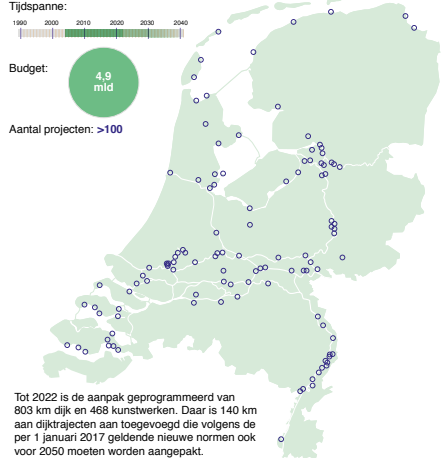 Tijdspanne:
1990 2000 2010 2020 2030 2040
Budget:
4,9
mld
Aantal projecten: >100
Tot 2022 is de aanpak geprogrammeerd van
803 km dijk en 468 kunstwerken. Daar is 140 km
aan dijktrajecten aan toegevoegd die volgens de
per 1 januari 2017 geldende nieuwe normen ook
voor 2050 moeten worden aangepakt.